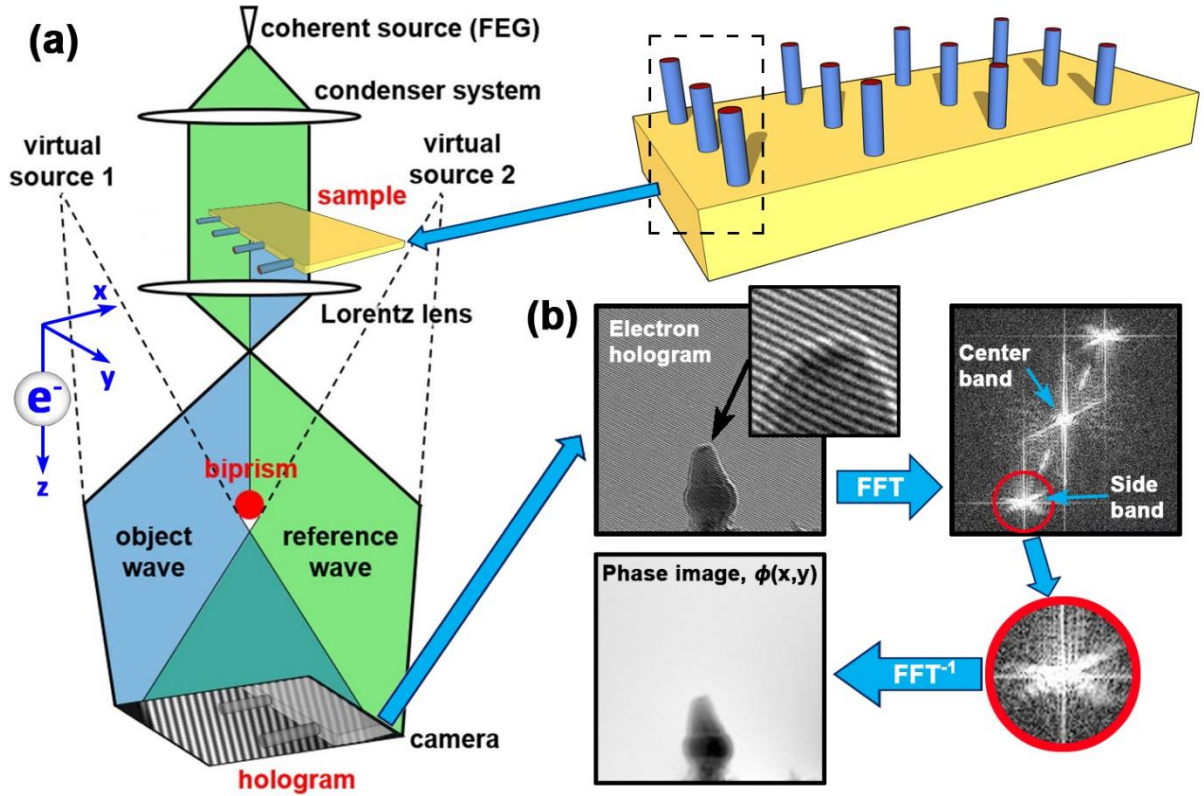 (a)
coherent source (FEG)
condenser system
virtual
source 1
virtual
source 2
sample
Lorentz lens
x
y
e-
z
biprism
object
wave
reference
wave
camera
hologram
(b)
Electron
hologram
FFT
Center
band
Side
band
Phase image, ϕ(x,y)
FFT⁻¹